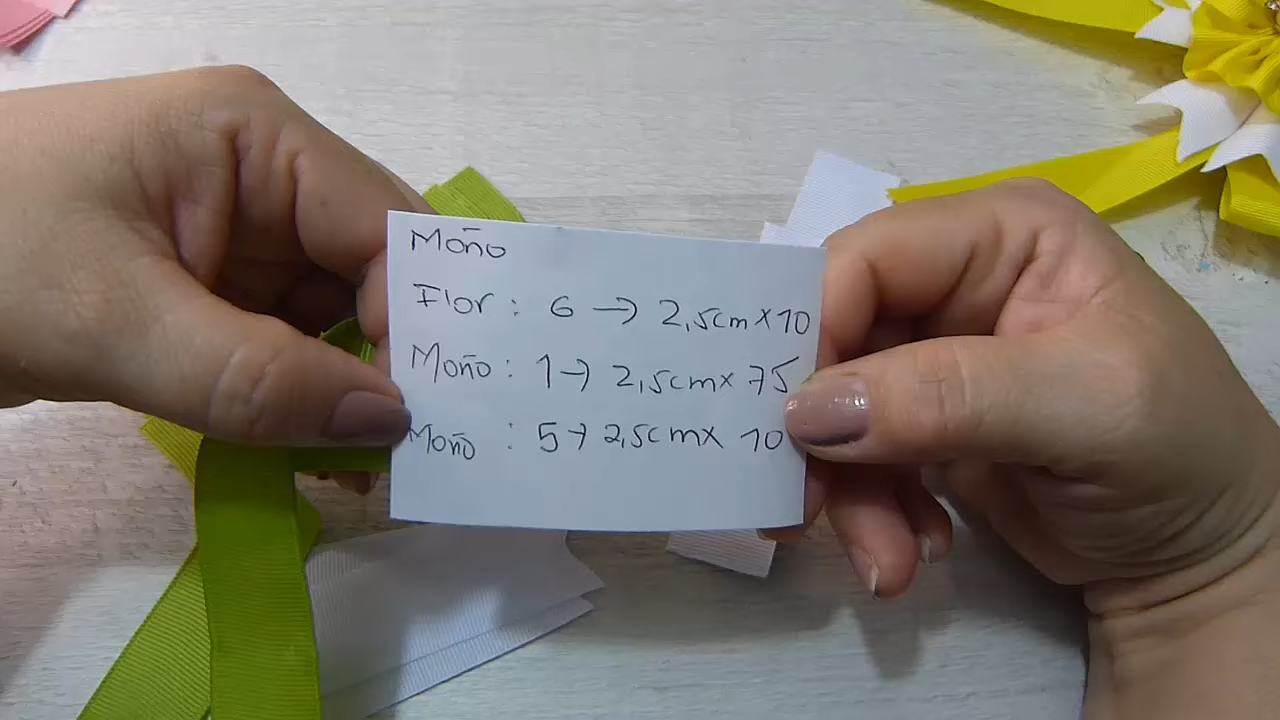 Moño
Flor: 6 → 2,5cm x 10
Moño: 1 → 2,5cm x 75
Moño: 5 → 2,5cm x 10